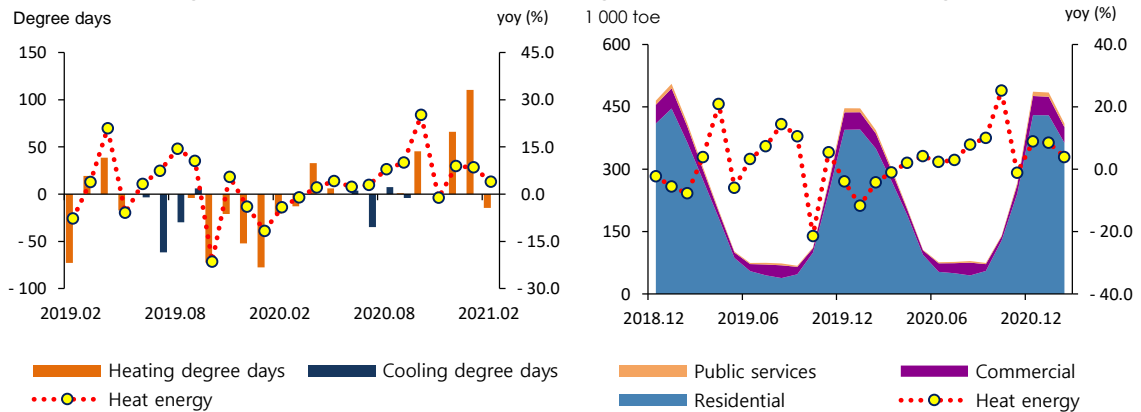 Degree days
yoy (%)
150
100
50
0
- 50
- 100
45.0
30.0
15.0
0.0
- 15.0
- 30.0
2019.02
2019.08
2020.02
2020.08
2021.02
Heating degree days
Cooling degree days
Heat energy
1 000 toe
yoy (%)
600
450
300
150
0
40.0
20.0
0.0
- 20.0
- 40.0
2018.12
2019.06
2019.12
2020.06
2020.12
Public services
Commercial
Residential
Heat energy